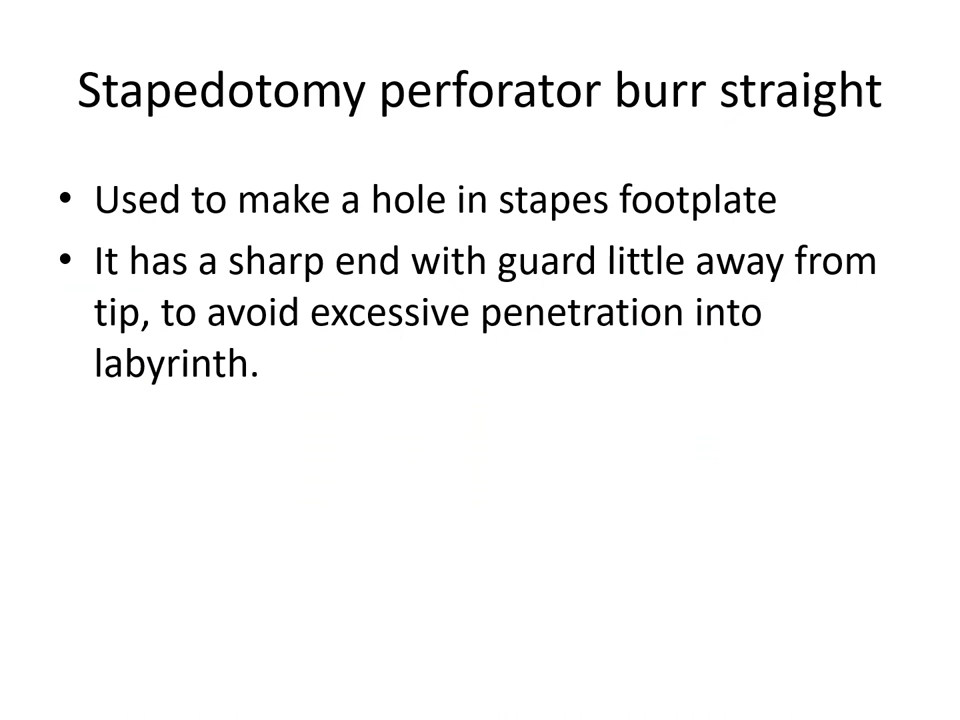 Stapedotomy perforator burr straight
• Used to make a hole in stapes footplate
• It has a sharp end with guard little away from
tip, to avoid excessive penetration into
labyrinth.